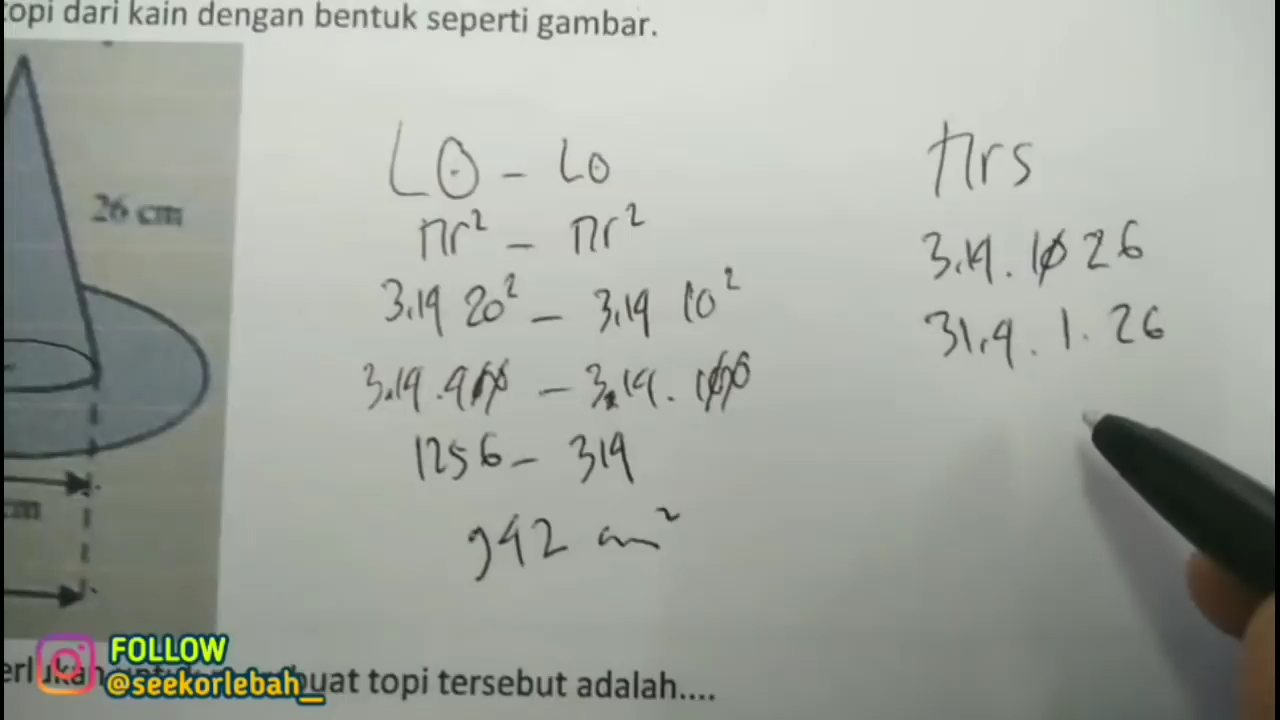 topi dari kain dengan bentuk seperti gambar.
26 cm
cm
L⊙ - L○
πr² - πr²
3,14 20² - 3,14 10²
3,14 . 400 - 3,14 . 100
1256 - 314
942 cm²
πrs
3,14 . 10 26
31,4 . 1 . 26
FOLLOW
@seekorlebah_
buat topi tersebut adalah....